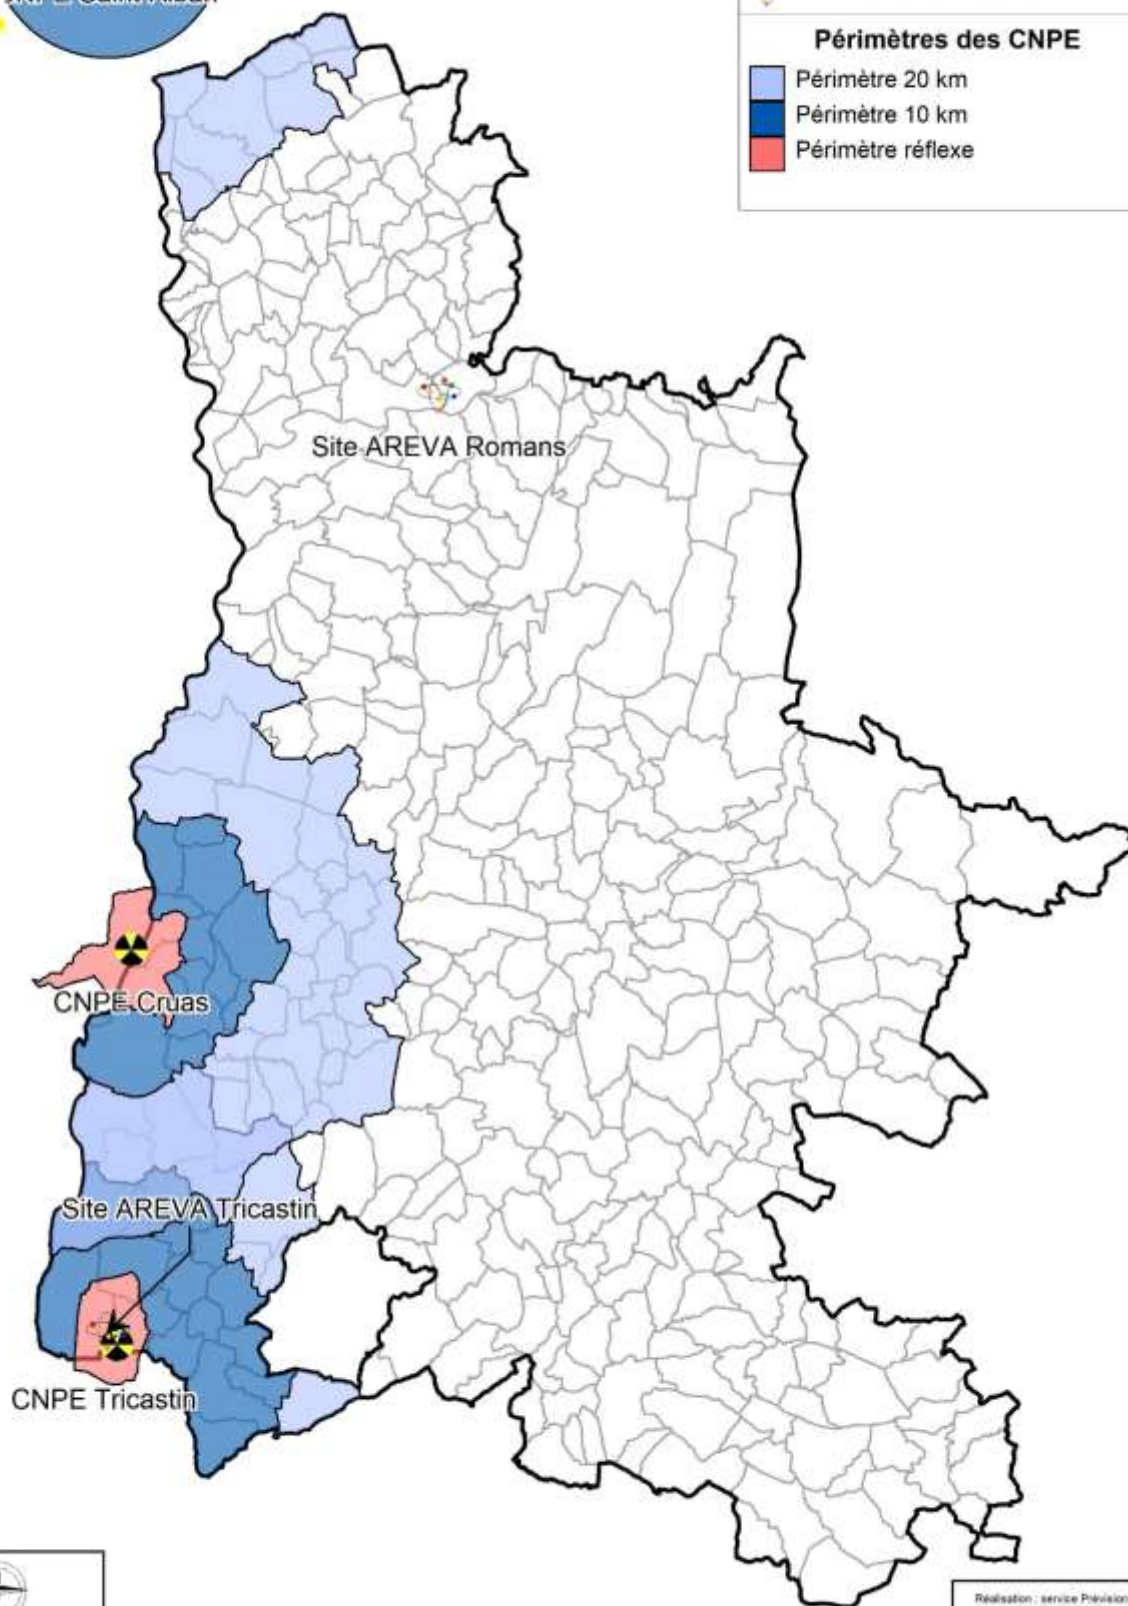 Périmètres des CNPE
Périmètre 20 km
Périmètre 10 km
Périmètre réflexe
Site AREVA Romans
CNPE Cruas
Site AREVA Tricastin
CNPE Tricastin
Réalisation : service Prévision